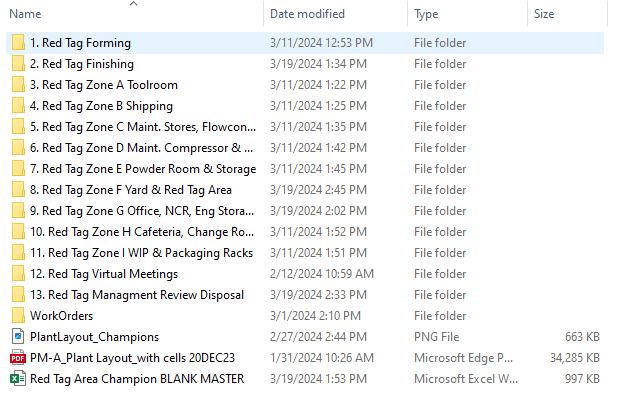 Name Date modified Type Size
1. Red Tag Forming 3/11/2024 12:53 PM File folder
2. Red Tag Finishing 3/19/2024 1:34 PM File folder
3. Red Tag Zone A Toolroom 3/11/2024 1:22 PM File folder
4. Red Tag Zone B Shipping 3/11/2024 1:25 PM File folder
5. Red Tag Zone C Maint. Stores, Flowcon... 3/11/2024 1:35 PM File folder
6. Red Tag Zone D Maint. Compressor & ... 3/11/2024 1:42 PM File folder
7. Red Tag Zone E Powder Room & Storage 3/11/2024 1:45 PM File folder
8. Red Tag Zone F Yard & Red Tag Area 3/19/2024 2:45 PM File folder
9. Red Tag Zone G Office, NCR, Eng Stora... 3/19/2024 2:02 PM File folder
10. Red Tag Zone H Cafeteria, Change Ro... 3/11/2024 1:52 PM File folder
11. Red Tag Zone I WIP & Packaging Racks 3/11/2024 1:51 PM File folder
12. Red Tag Virtual Meetings 2/12/2024 10:59 AM File folder
13. Red Tag Managment Review Disposal 3/19/2024 2:33 PM File folder
WorkOrders 3/1/2024 2:10 PM File folder
PlantLayout_Champions 2/27/2024 2:44 PM PNG File 663 KB
PM-A_Plant Layout_with cells 20DEC23 1/31/2024 10:26 AM Microsoft Edge P... 34,285 KB
Red Tag Area Champion BLANK MASTER 3/19/2024 1:53 PM Microsoft Excel W... 997 KB